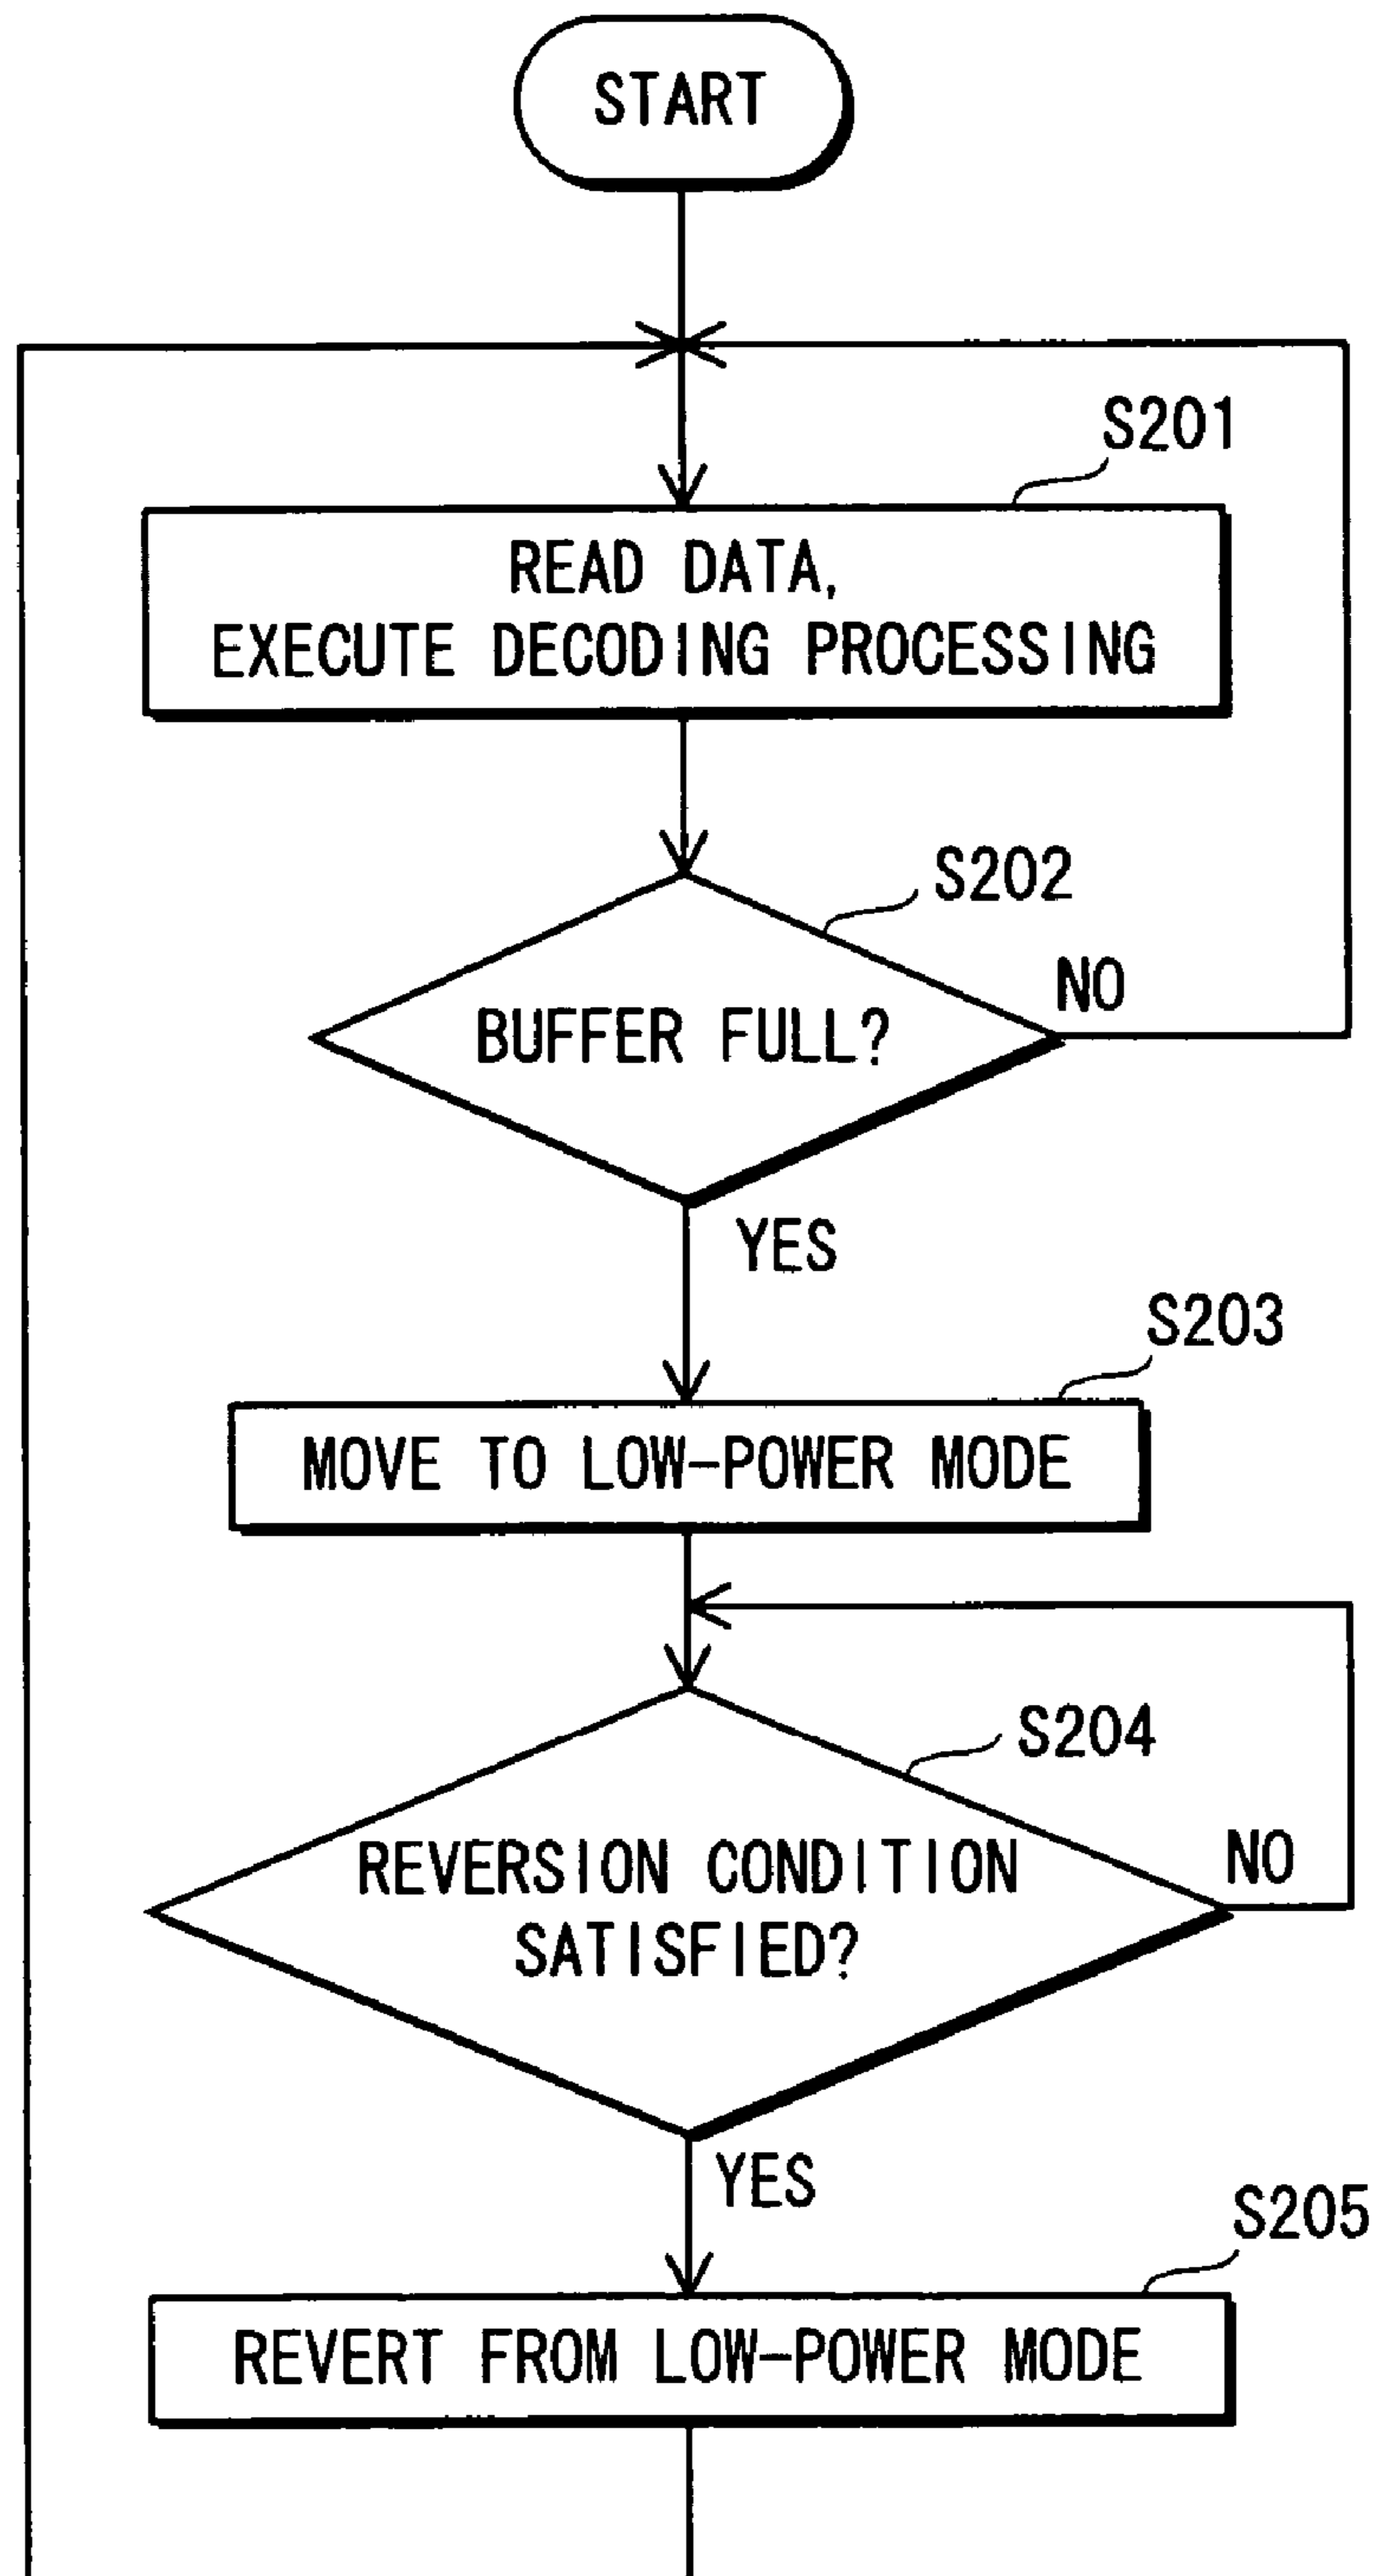 START
S201
READ DATA,
EXECUTE DECODING PROCESSING
S202
BUFFER FULL?
NO
YES
S203
MOVE TO LOW-POWER MODE
S204
REVERSION CONDITION
SATISFIED?
NO
YES
S205
REVERT FROM LOW-POWER MODE